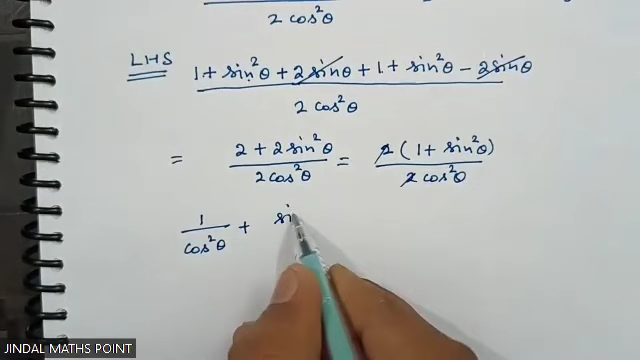 2 cos²θ
LHS
1 + sin²θ + 2 sinθ + 1 + sin²θ - 2 sinθ
2 cos²θ
= 2 + 2 sin²θ / 2 cos²θ = 2 (1 + sin²θ) / 2 cos²θ
1 / cos²θ + si
JINDAL MATHS POINT